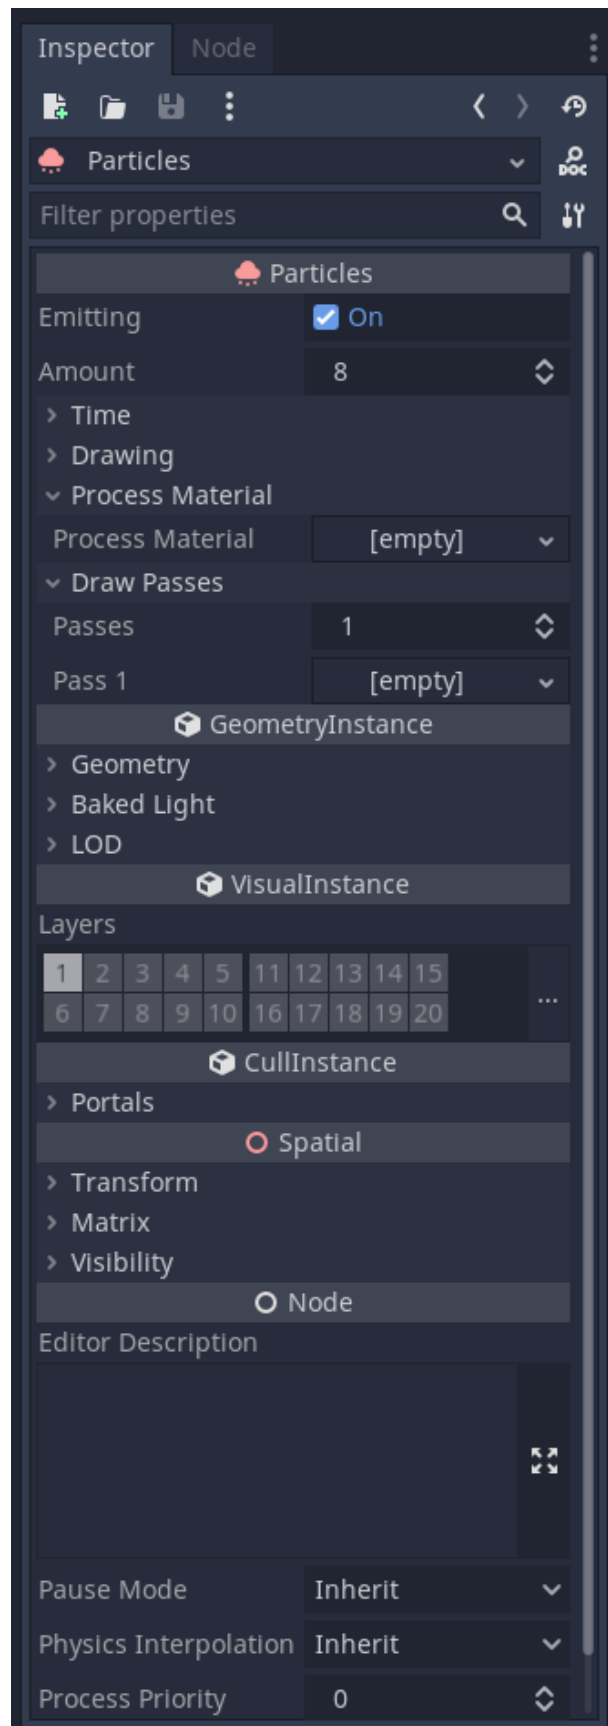 Inspector Node
Particles DOC
Filter properties
Particles
Emitting On
Amount 8
Time
Drawing
Process Material
Process Material [empty]
Draw Passes
Passes 1
Pass 1 [empty]
GeometryInstance
Geometry
Baked Light
LOD
VisualInstance
Layers
1 2 3 4 5 11 12 13 14 15
6 7 8 9 10 16 17 18 19 20
...
CullInstance
Portals
Spatial
Transform
Matrix
Visibility
Node
Editor Description
Pause Mode Inherit
Physics Interpolation Inherit
Process Priority 0